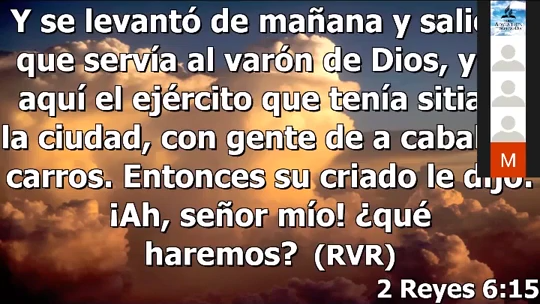 Y se levantó de mañana y
que servía al varón de Dios, y
aquí el ejército que tenía
la ciudad, con gente de a
carros. Entonces su criado le dijo:
¡Ah, señor mío! ¿qué
haremos? (RVR)
2 Reyes 6:15
M